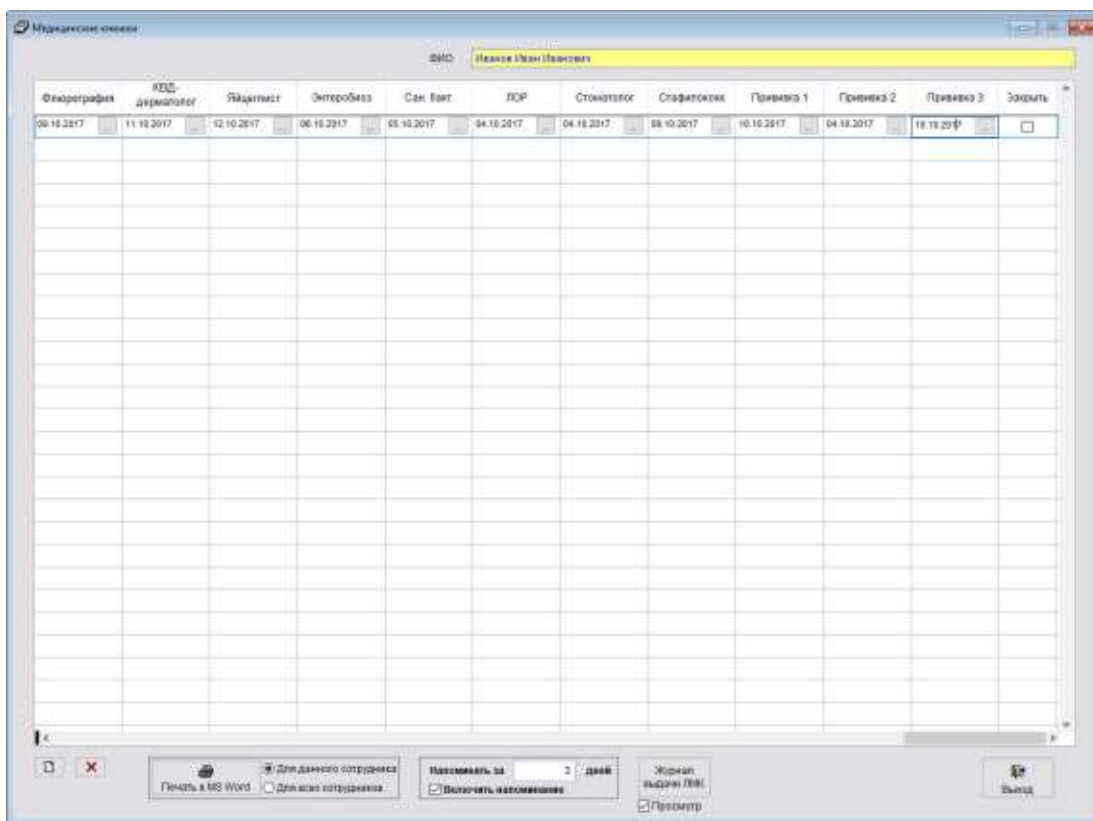 Медицинские книжки
ФИО Иванов Иван Иванович
Флюрография КВД-дерматолог Яйцеглист Энтеробиоз Сан. бакт. ЛОР Стоматолог Стафилококк Прививка 1 Прививка 2 Прививка 3 Закрыть
09.10.2017 11.10.2017 12.10.2017 06.10.2017 05.10.2017 04.10.2017 04.10.2017 09.10.2017 10.10.2017 04.10.2017
Для данного сотрудника
Печать в MS Word Для всех сотрудников
Напоминать за 3 дней
Включить напоминание
Журнал
выдачи ЛМК
Просмотр
Выход